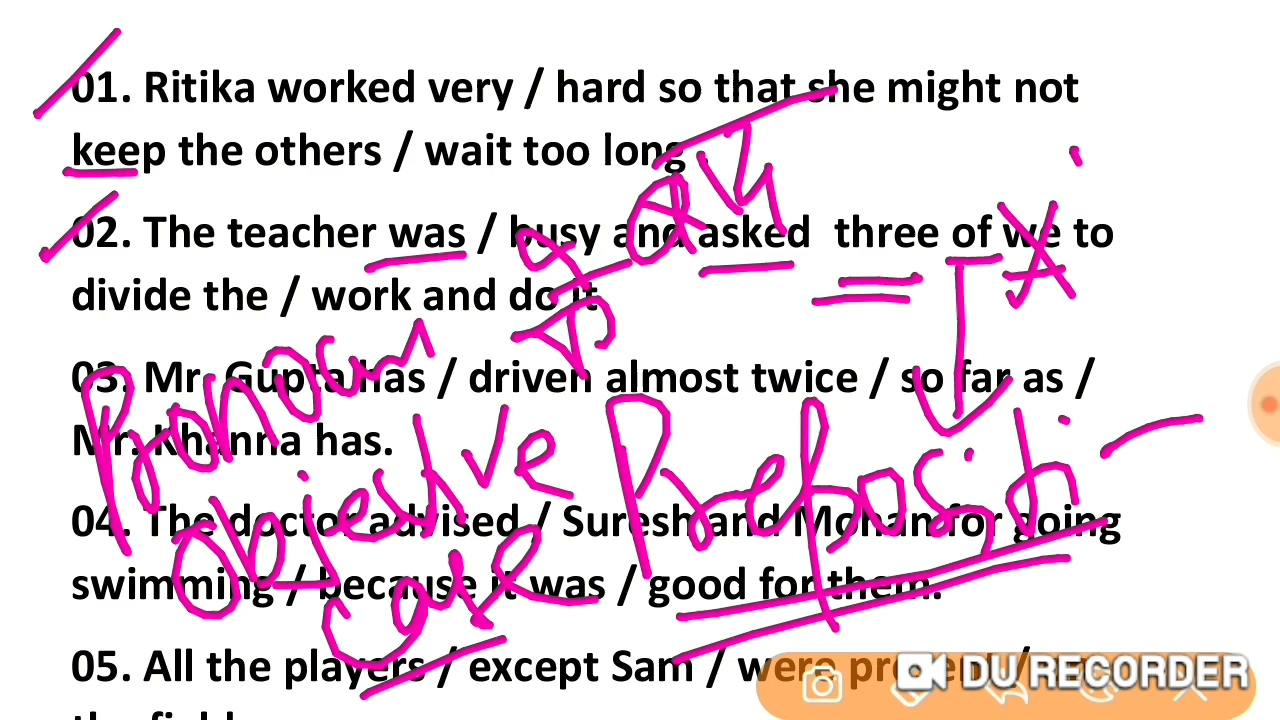 01. Ritika worked very / hard so that she might not
keep the others / wait too long.
02. The teacher was / busy and asked three of we to
divide the / work and do it.
03. Mr. Gupta has / driven almost twice / so far as /
Mr. Khanna has.
04. The doctor advised / Suresh and Mohan for going
swimming / because it was / good for them.
05. All the players / except Sam / were present /
DU RECORDER
Pronoun
objective
case
Prepositi